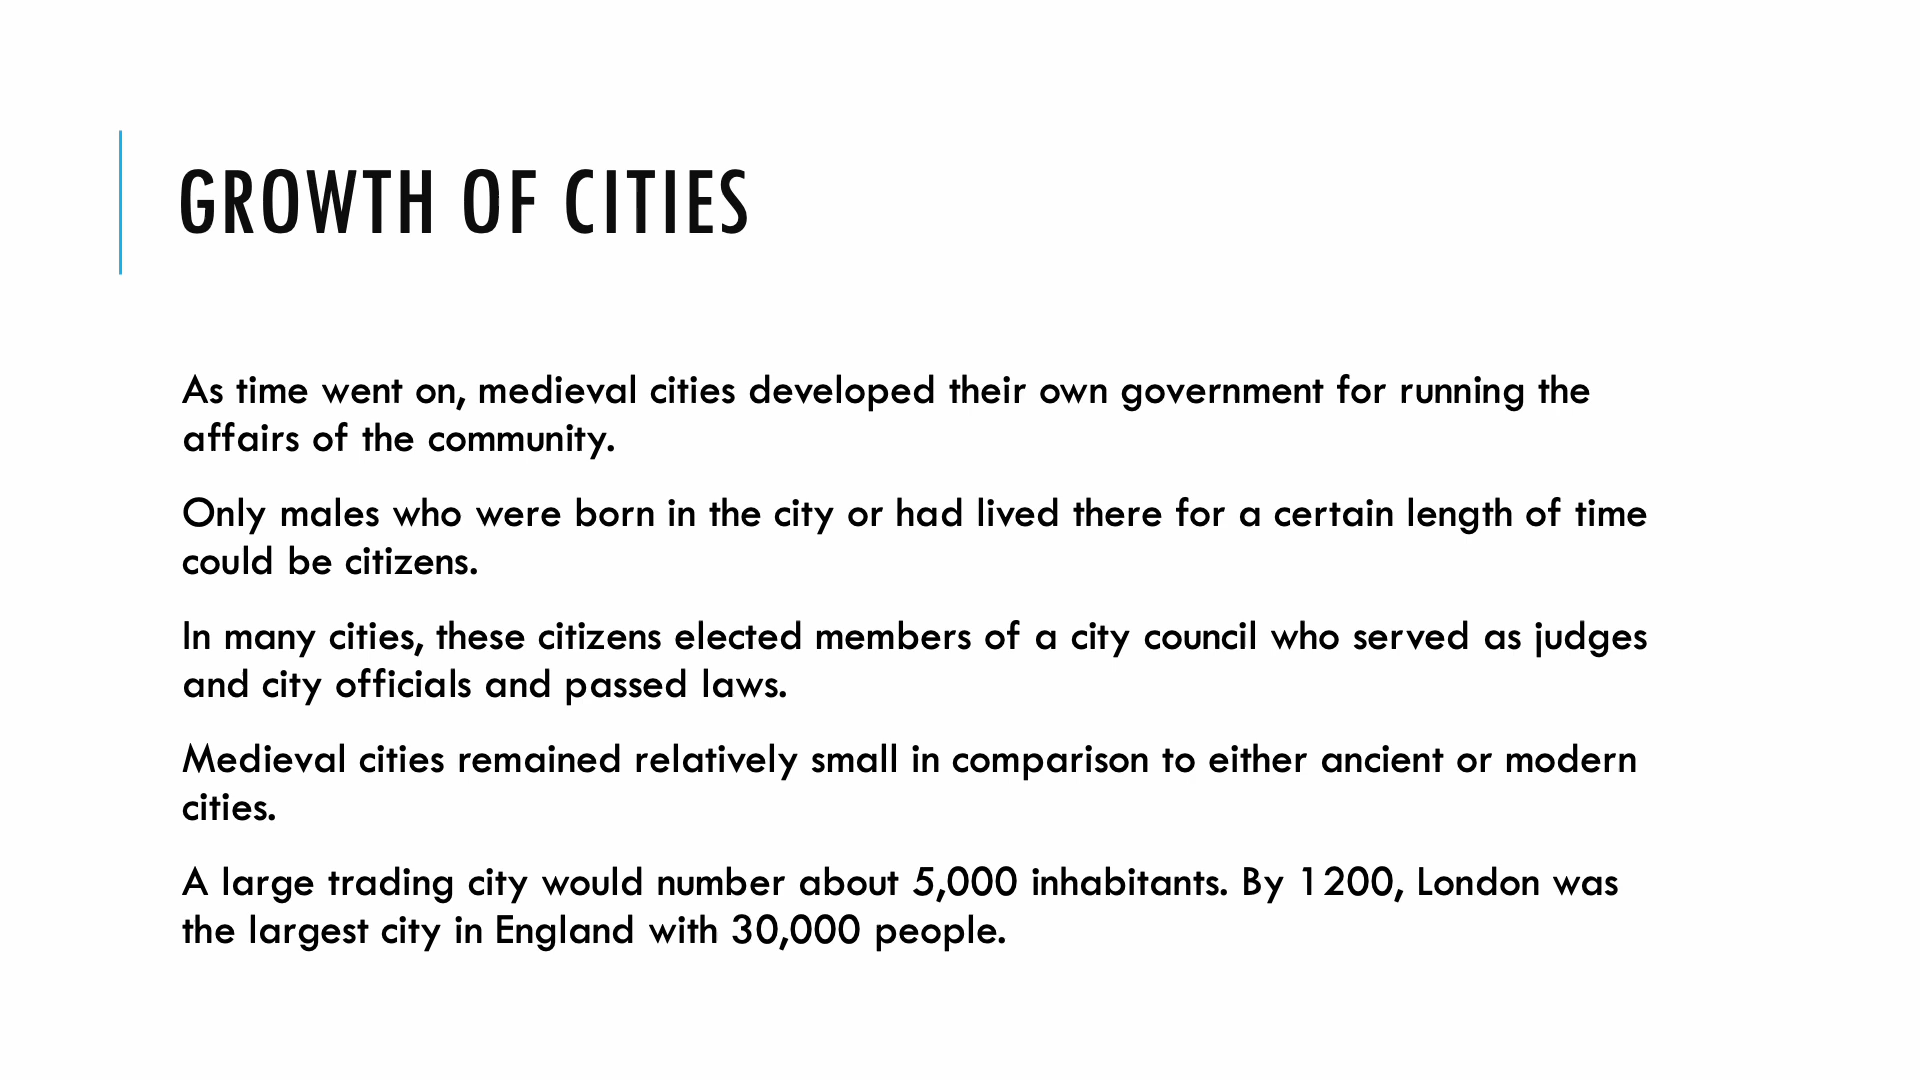 GROWTH OF CITIES
As time went on, medieval cities developed their own government for running the
affairs of the community.
Only males who were born in the city or had lived there for a certain length of time
could be citizens.
In many cities, these citizens elected members of a city council who served as judges
and city officials and passed laws.
Medieval cities remained relatively small in comparison to either ancient or modern
cities.
A large trading city would number about 5,000 inhabitants. By 1200, London was
the largest city in England with 30,000 people.